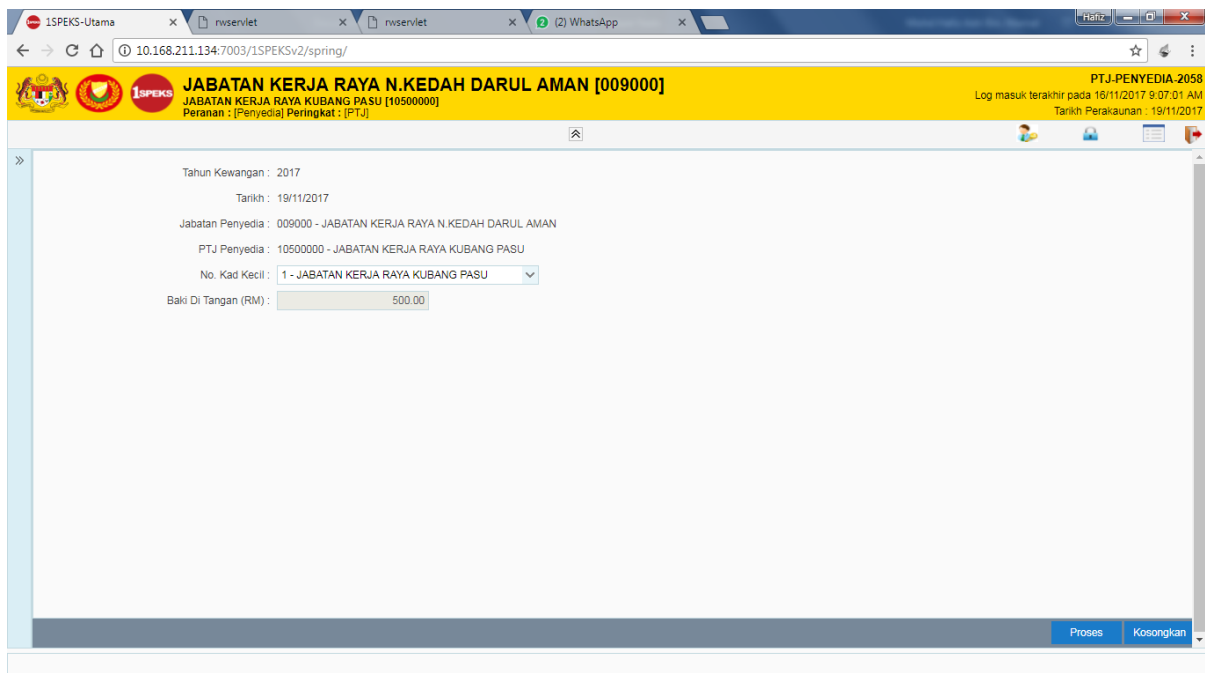 1SPEKS-Utama
rwservlet
rwservlet
(2) WhatsApp
Hafiz
10.168.211.134:7003/1SPEKSv2/spring/
1SPEKS
JABATAN KERJA RAYA N.KEDAH DARUL AMAN [009000]
JABATAN KERJA RAYA KUBANG PASU [10500000]
Peranan : [Penyedia] Peringkat : [PTJ]
PTJ-PENYEDIA-2058
Log masuk terakhir pada 16/11/2017 9:07:01 AM
Tarikh Perakaunan : 19/11/2017
Tahun Kewangan : 2017
Tarikh : 19/11/2017
Jabatan Penyedia : 009000 - JABATAN KERJA RAYA N.KEDAH DARUL AMAN
PTJ Penyedia : 10500000 - JABATAN KERJA RAYA KUBANG PASU
No. Kad Kecil : 1 - JABATAN KERJA RAYA KUBANG PASU
Baki Di Tangan (RM) : 500.00
Proses Kosongkan